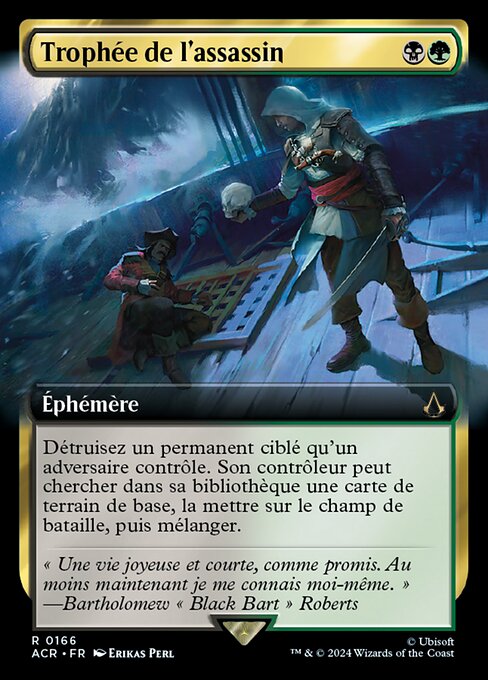 Trophée de l'assassin
Éphémère
Détruisez un permanent ciblé qu'un
adversaire contrôle. Son contrôleur peut
chercher dans sa bibliothèque une carte de
terrain de base, la mettre sur le champ de
bataille, puis mélanger.
« Une vie joyeuse et courte, comme promis. Au
moins maintenant je me connais moi-même. »
—Bartholomew « Black Bart » Roberts
R 0166
ACR • FR Erikas Perl
© Ubisoft
™ & © 2024 Wizards of the Coast